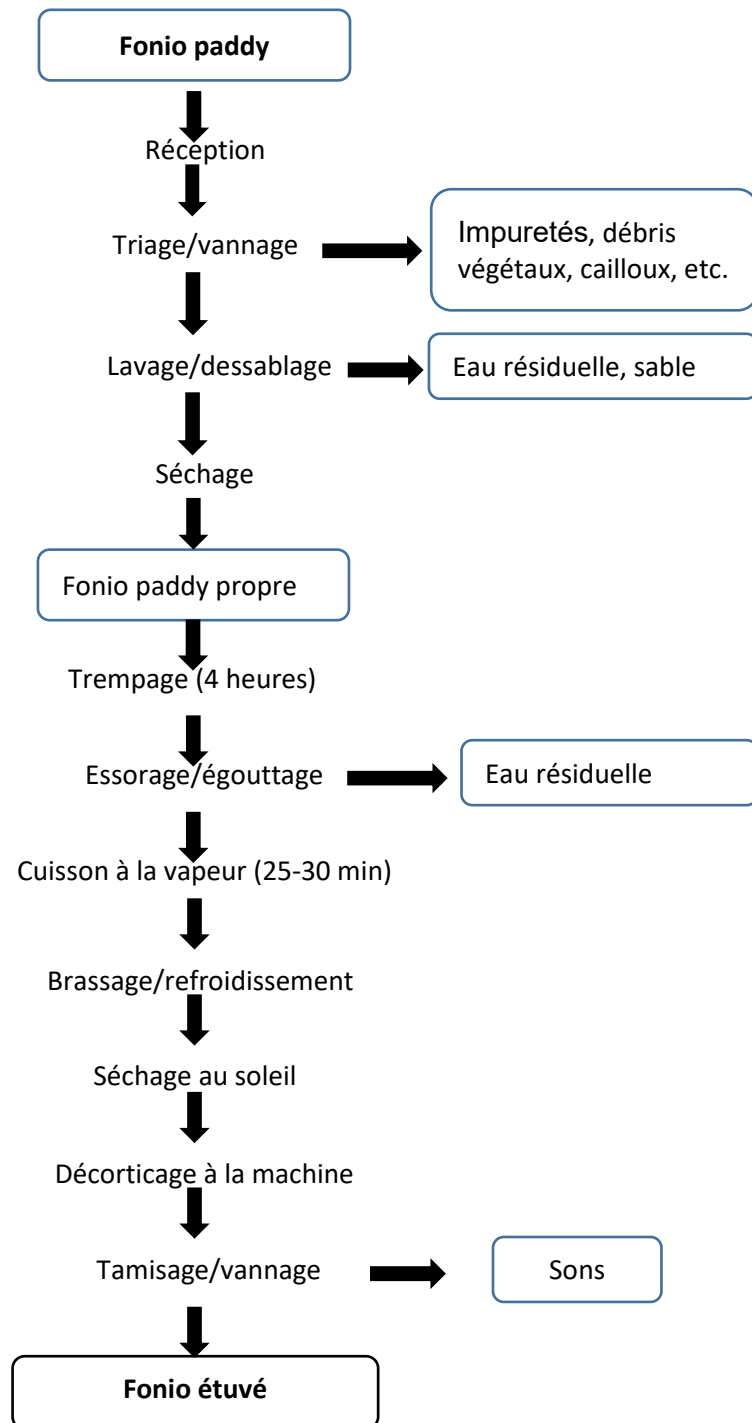 Fonio paddy
Réception
Triage/vannage
Impuretés, débris
végétaux, cailloux, etc.
Lavage/dessablage
Eau résiduelle, sable
Séchage
Fonio paddy propre
Trempage (4 heures)
Essorage/égouttage
Eau résiduelle
Cuisson à la vapeur (25-30 min)
Brassage/refroidissement
Séchage au soleil
Décorticage à la machine
Tamisage/vannage
Sons
Fonio étuvé